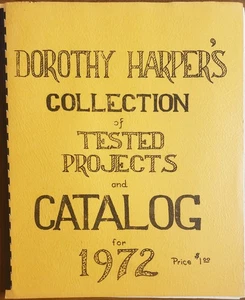 DOROTHY HARPER'S
COLLECTION
of
TESTED
PROJECTS
and
CATALOG
for
1972
Price $1.00